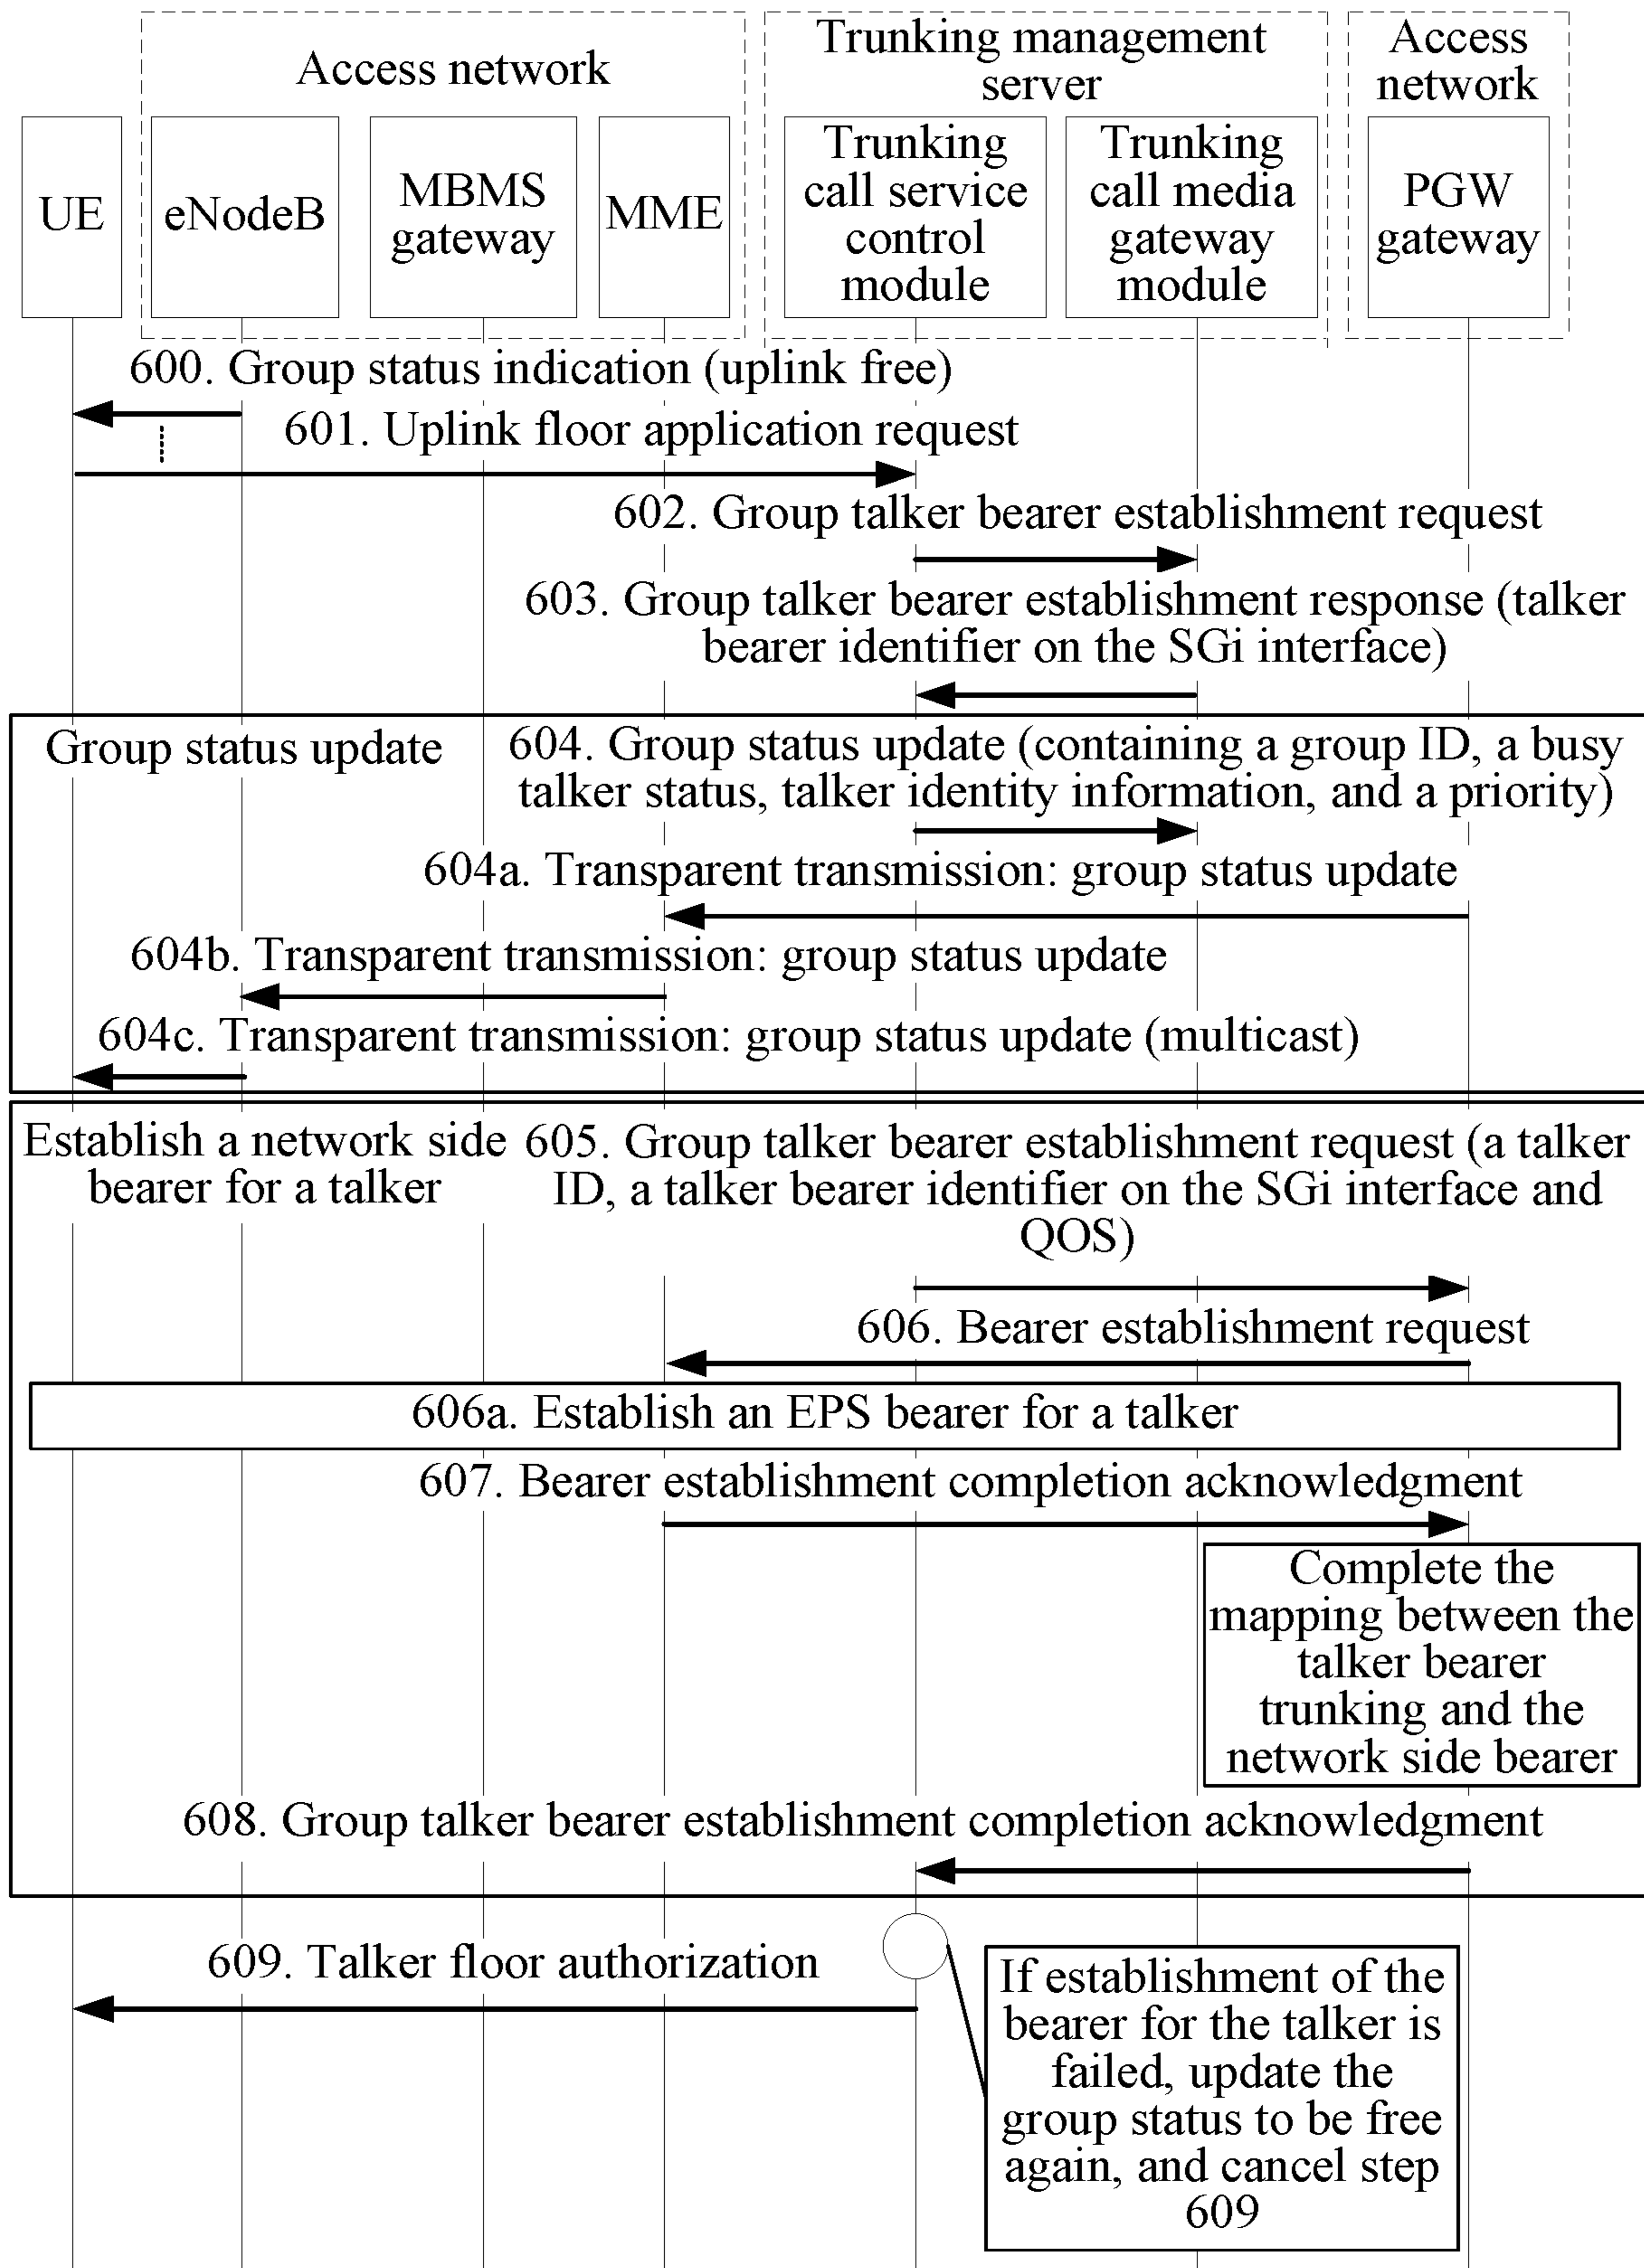 Access network
Trunking management
server
Access
network
UE
eNodeB
MBMS
gateway
MME
Trunking
call service
control
module
Trunking
call media
gateway
module
PGW
gateway
600. Group status indication (uplink free)
601. Uplink floor application request
602. Group talker bearer establishment request
603. Group talker bearer establishment response (talker
bearer identifier on the SGi interface)
Group status update
604. Group status update (containing a group ID, a busy
talker status, talker identity information, and a priority)
604a. Transparent transmission: group status update
604b. Transparent transmission: group status update
604c. Transparent transmission: group status update (multicast)
Establish a network side
bearer for a talker
605. Group talker bearer establishment request (a talker
ID, a talker bearer identifier on the SGi interface and
QOS)
606. Bearer establishment request
606a. Establish an EPS bearer for a talker
607. Bearer establishment completion acknowledgment
Complete the
mapping between the
talker bearer
trunking and the
network side bearer
608. Group talker bearer establishment completion acknowledgment
609. Talker floor authorization
If establishment of the
bearer for the talker is
failed, update the
group status to be free
again, and cancel step
609